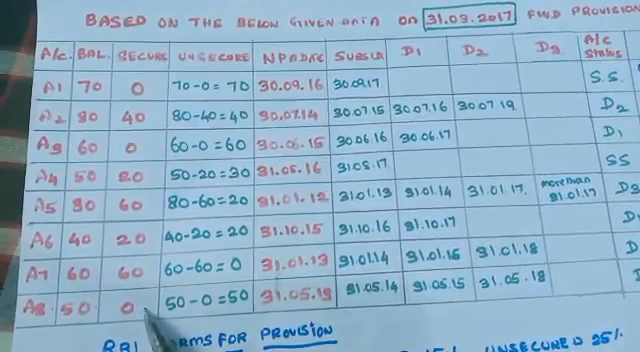 BASED ON THE BELOW GIVEN DATA ON 31.03.2017 FIND PROVISION
A/c. BAL. SECURE UNSECURE NPADAC SUBSTD D1 D2 D3 A/c Status
A1 70 0 70-0=70 30.09.16 30.09.17 S.S.
A2 80 40 80-40=40 30.07.14 30.07.15 30.07.16 30.07.19 D2
A3 60 0 60-0=60 30.06.15 30.06.16 30.06.17 D1
A4 50 20 50-20=30 31.05.16 31.05.17 SS
A5 80 60 80-60=20 31.01.12 31.01.13 31.01.14 31.01.17. more than 31.01.17 D3
A6 40 20 40-20=20 31.10.15 31.10.16 31.10.17 D
A7 60 60 60-60=0 31.01.13 31.01.14 31.01.15 31.01.18 D
A8 50 0 50-0=50 31.05.13 31.05.14 31.05.15 31.05.18
RBI FOR PROVISION
UNSECURED 25%